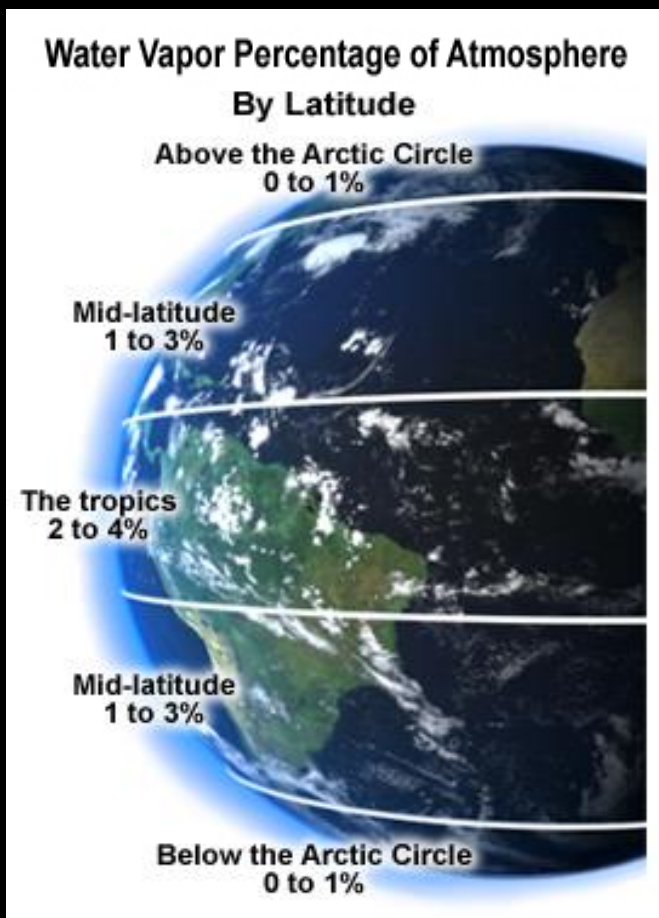 Water Vapor Percentage of Atmosphere
By Latitude
Above the Arctic Circle
0 to 1%
Mid-latitude
1 to 3%
The tropics
2 to 4%
Mid-latitude
1 to 3%
Below the Arctic Circle
0 to 1%